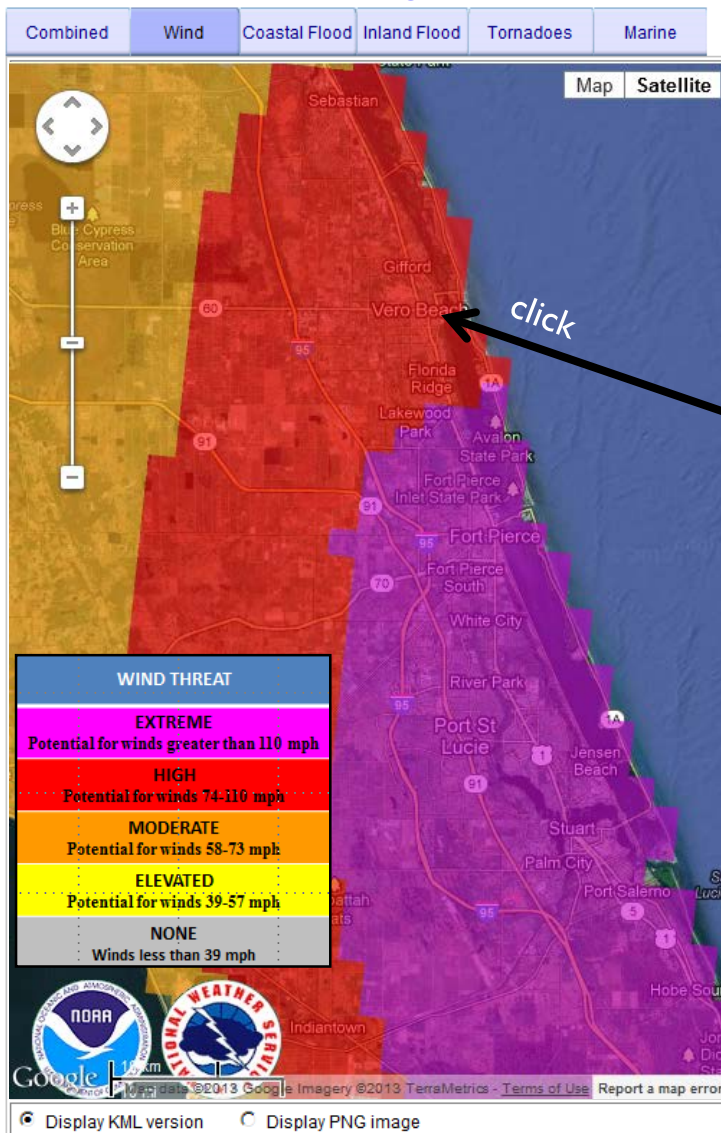 Combined Wind Coastal Flood Inland Flood Tornadoes Marine
Map Satellite
Sebastian
Blue Cypress
Conservation
Area
Gifford
60
Vero Beach
click
95
Florida
Ridge
1A
Lakewood
Park
91
Avalon
State Park
Fort Pierce
Inlet State Park
91
95
Fort Pierce
Fort Pierce
South
70
White City
WIND THREAT
River Park
EXTREME
Potential for winds greater than 110 mph
95
1A
Port St
Lucie
1
Jensen
Beach
HIGH
Potential for winds 74-110 mph
91
MODERATE
Potential for winds 58-73 mph
Stuart
Palm City
ELEVATED
Potential for winds 39-57 mph
Port Salerno
95
5
1
NONE
Winds less than 39 mph
Hobe Sou
NOAA
NATIONAL WEATHER SERVICE
Indiantown
Google
Map data ©2013 Google Imagery ©2013 TerraMetrics - Terms of Use Report a map error
Display KML version Display PNG image